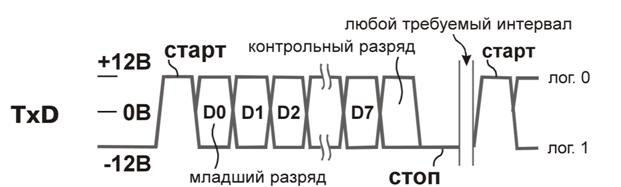 любой требуемый интервал
старт
контрольный разряд
старт
+12В
лог. 0
TxD
0В
D0
D1
D2
D7
-12В
лог. 1
младший разряд
стоп